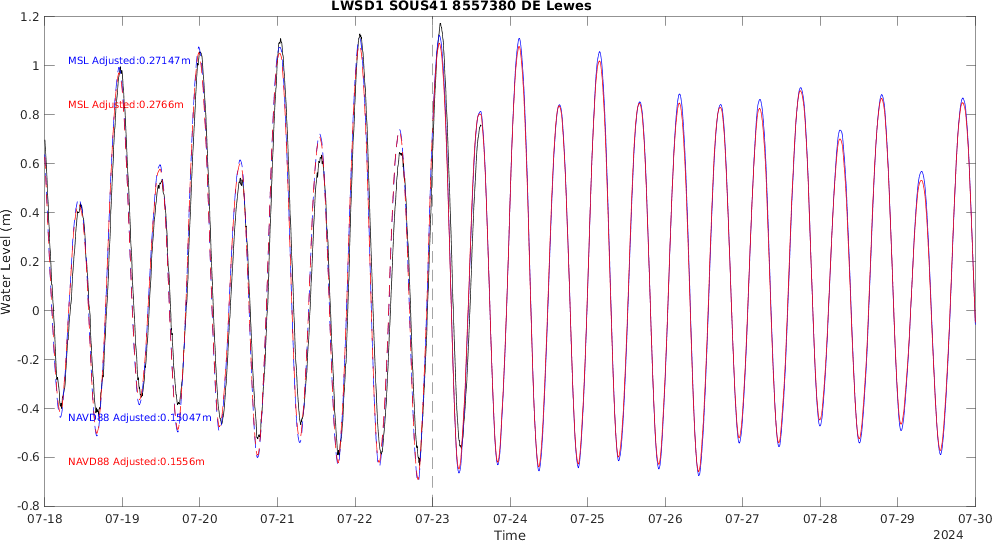 LWSD1 SOUS41 8557380 DE Lewes
1.2
1
0.8
0.6
0.4
0.2
0
-0.2
-0.4
-0.6
-0.8
Water Level (m)
MSL Adjusted:0.27147m
MSL Adjusted:0.2766m
NAVD88 Adjusted:0.15047m
NAVD88 Adjusted:0.1556m
07-18 07-19 07-20 07-21 07-22 07-23 07-24 07-25 07-26 07-27 07-28 07-29 07-30
Time
2024